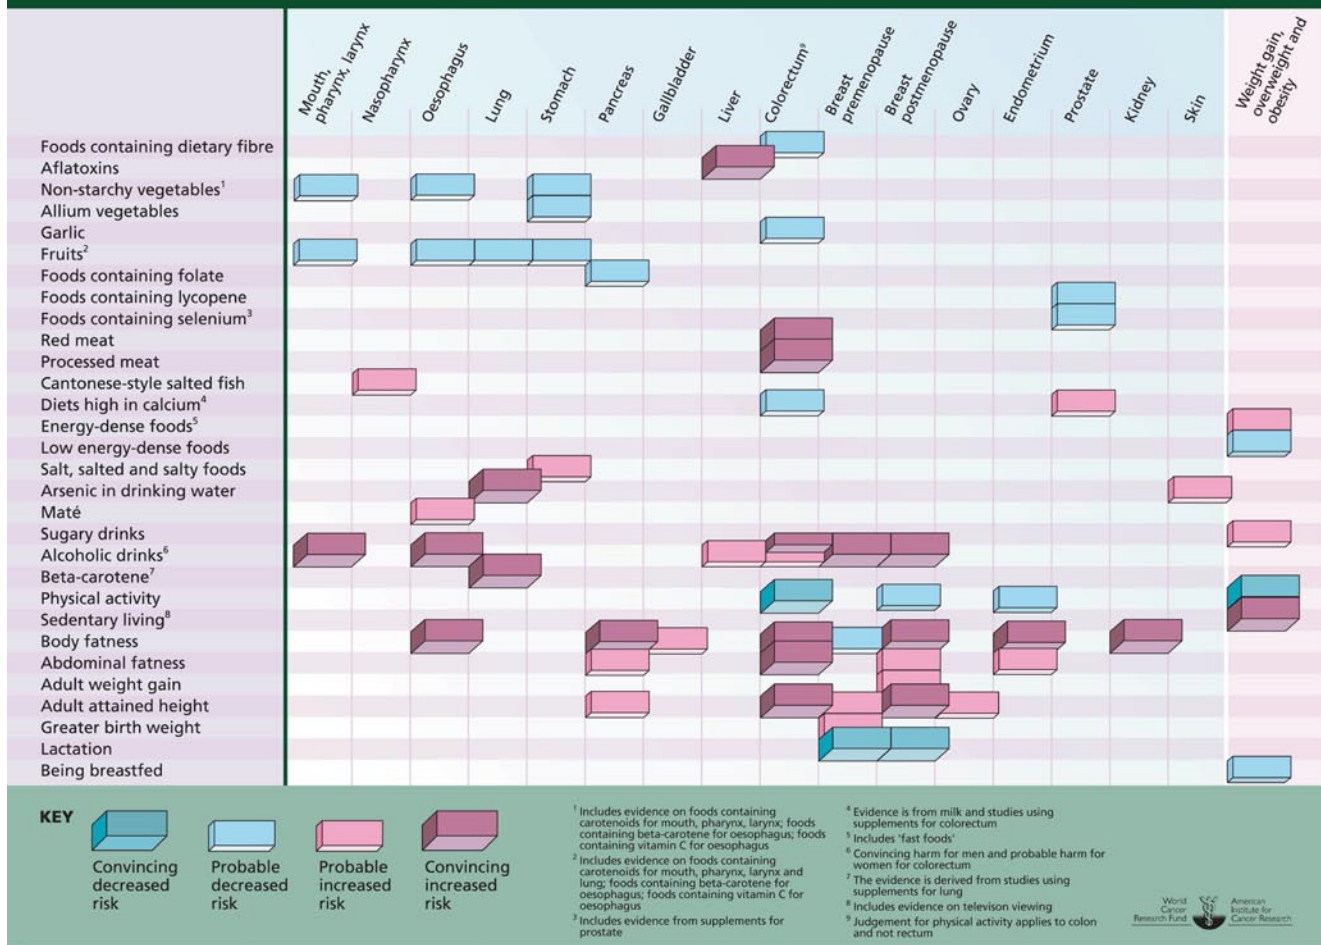 Mouth,
pharynx, larynx
Nasopharynx
Oesophagus
Lung
Stomach
Pancreas
Gallbladder
Liver
Colorectum⁹
Breast
premenopause
Breast
postmenopause
Ovary
Endometrium
Prostate
Kidney
Skin
Weight gain,
overweight and
obesity
Foods containing dietary fibre
Aflatoxins
Non-starchy vegetables¹
Allium vegetables
Garlic
Fruits²
Foods containing folate
Foods containing lycopene
Foods containing selenium³
Red meat
Processed meat
Cantonese-style salted fish
Diets high in calcium⁴
Energy-dense foods⁵
Low energy-dense foods
Salt, salted and salty foods
Arsenic in drinking water
Maté
Sugary drinks
Alcoholic drinks⁶
Beta-carotene⁷
Physical activity
Sedentary living⁸
Body fatness
Abdominal fatness
Adult weight gain
Adult attained height
Greater birth weight
Lactation
Being breastfed
KEY
Convincing
decreased
risk
Probable
decreased
risk
Probable
increased
risk
Convincing
increased
risk
¹ Includes evidence on foods containing
carotenoids for mouth, pharynx, larynx; foods
containing beta-carotene for oesophagus; foods
containing vitamin C for oesophagus
² Includes evidence on foods containing
carotenoids for mouth, pharynx, larynx and
lung; foods containing beta-carotene for
oesophagus; foods containing vitamin C for
oesophagus
³ Includes evidence from supplements for
prostate
⁴ Evidence is from milk and studies using
supplements for colorectum
⁵ Includes 'fast foods'
⁶ Convincing harm for men and probable harm for
women for colorectum
⁷ The evidence is derived from studies using
supplements for lung
⁸ Includes evidence on televison viewing
⁹ Judgement for physical activity applies to colon
and not rectum
World
Cancer
Research Fund
American
Institute for
Cancer Research